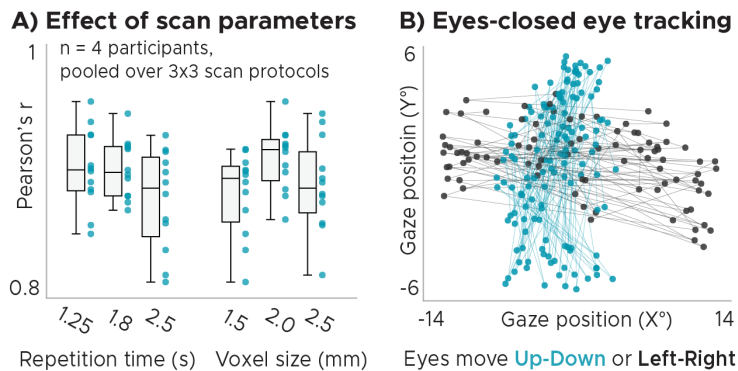 A) Effect of scan parameters
n = 4 participants,
pooled over 3x3 scan protocols
1
Pearson's r
0.8
1.25 1.8 2.5 1.5 2.0 2.5
Repetition time (s) Voxel size (mm)
B) Eyes-closed eye tracking
6
Gaze positoin (Y°)
-6
-14 Gaze position (X°) 14
Eyes move Up-Down or Left-Right